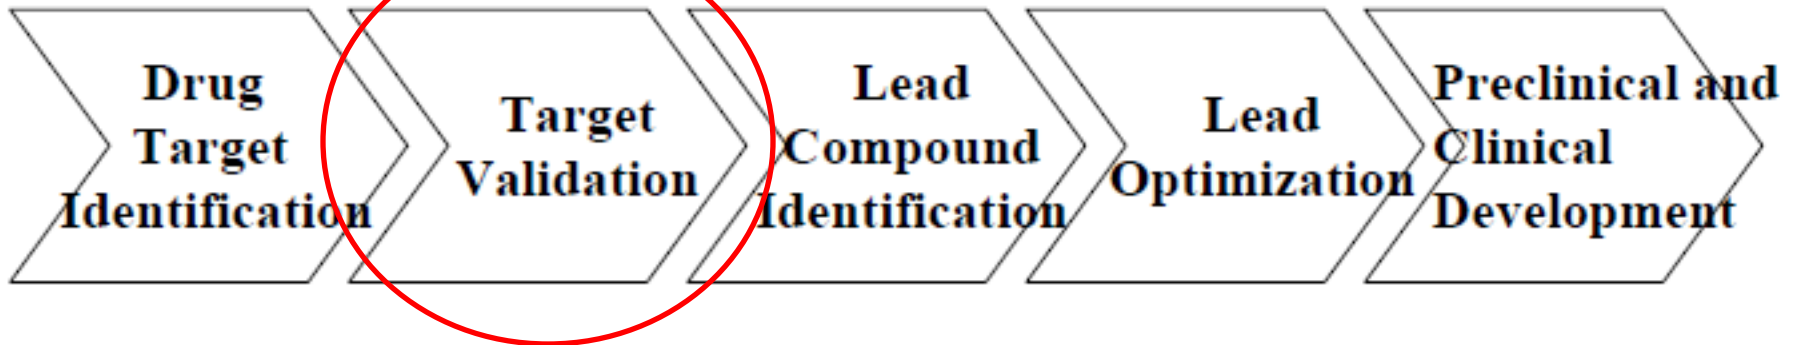 Drug
Target
Identification
Target
Validation
Lead
Compound
Identification
Lead
Optimization
Preclinical and
Clinical
Development